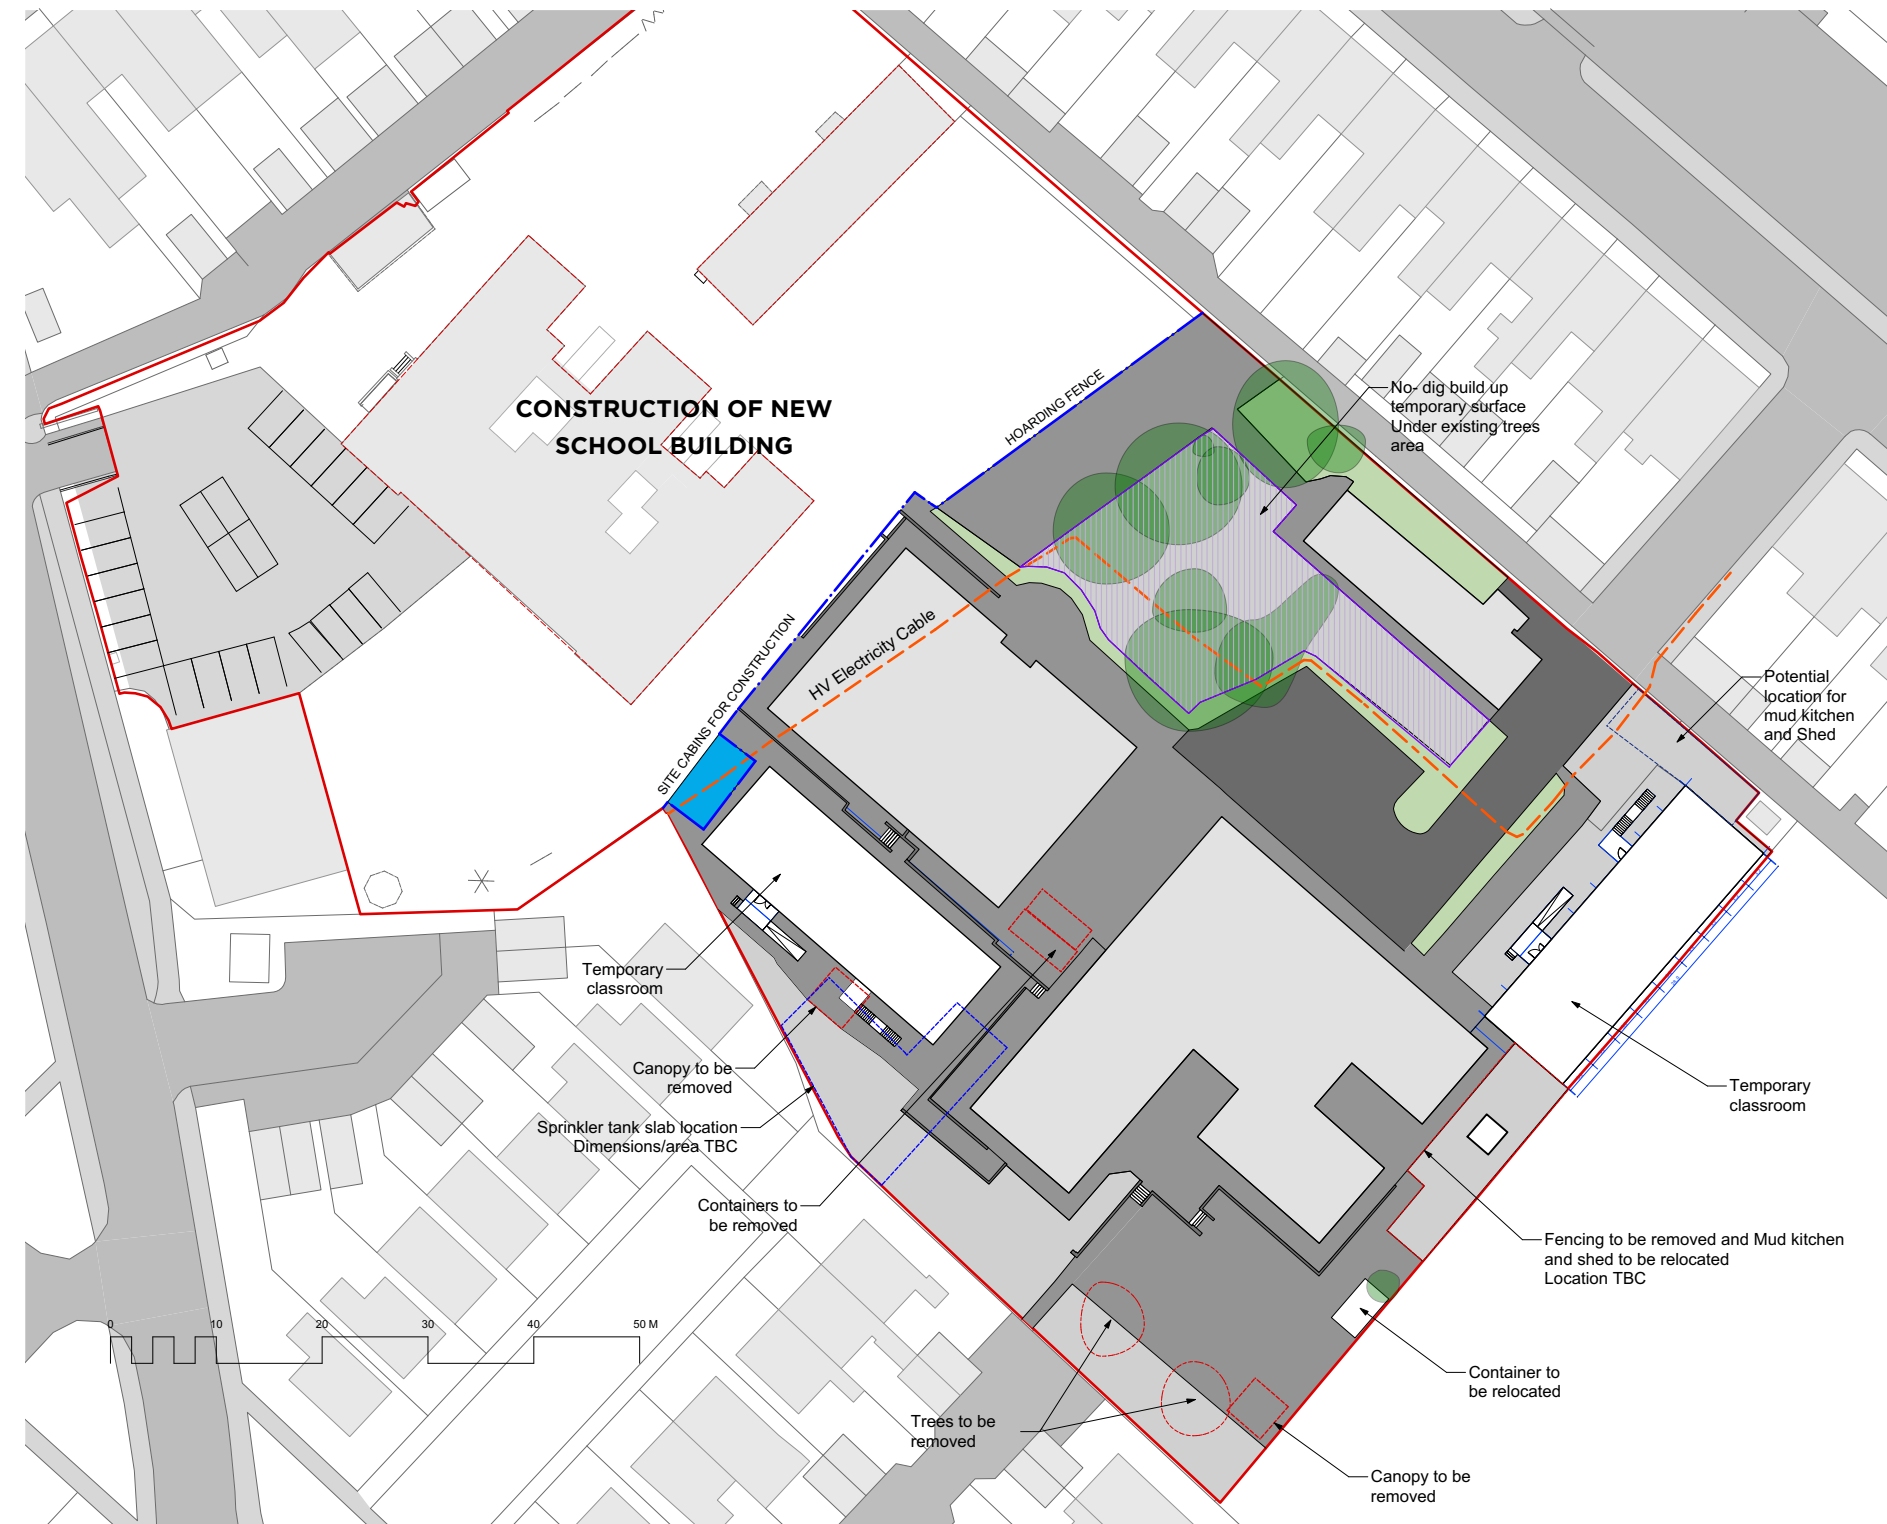 No- dig build up
temporary surface
Under existing trees
area
HOARDING FENCE
CONSTRUCTION OF NEW
SCHOOL BUILDING
HV Electricity Cable
SITE CABINS FOR CONSTRUCTION
Potential
location for
mud kitchen
and Shed
Temporary
classroom
Canopy to be
removed
Sprinkler tank slab location
Dimensions/area TBC
Containers to
be removed
Temporary
classroom
Fencing to be removed and Mud kitchen
and shed to be relocated
Location TBC
0 10 20 30 40 50 M
Container to
be relocated
Trees to be
removed
Canopy to be
removed